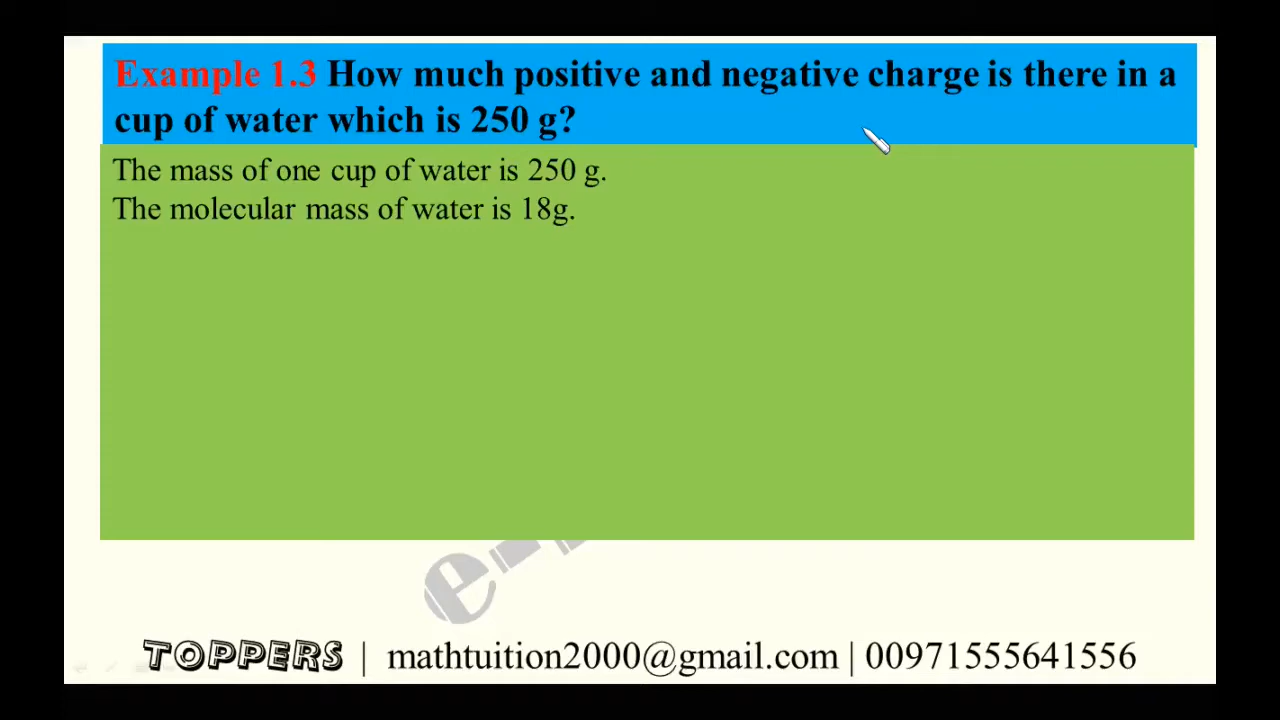 Example 1.3 How much positive and negative charge is there in a
cup of water which is 250 g?
The mass of one cup of water is 250 g.
The molecular mass of water is 18g.
e-
TOPPERS | mathtuition2000@gmail.com | 00971555641556